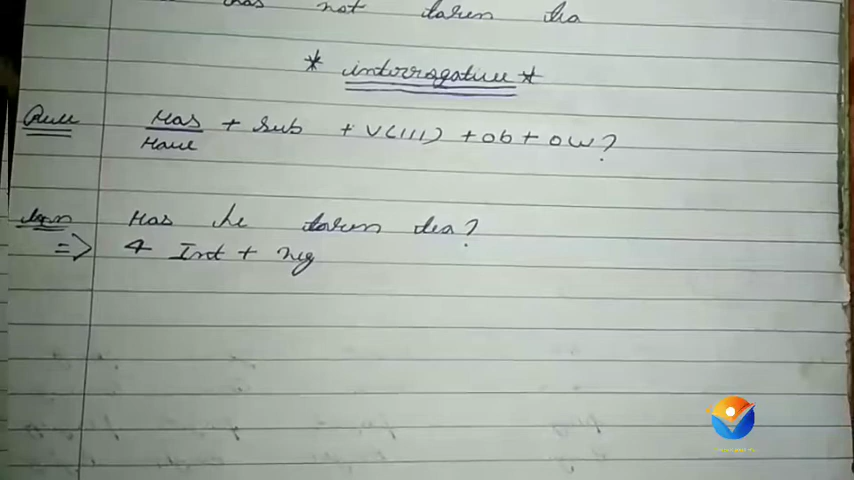 has not taken tea
* interrogative *
Rule Has + Sub + V(III) + ob + ow?
Have
Has he taken tea?
=> 4 Int + neg